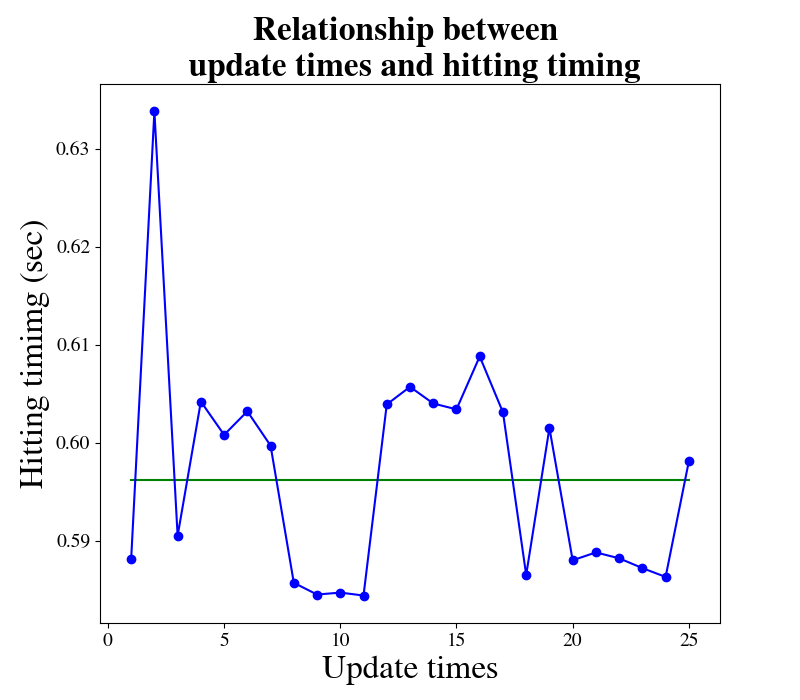 Relationship between
update times and hitting timing
Hitting timimg (sec)
0.63
0.62
0.61
0.60
0.59
0
5
10
15
20
25
Update times